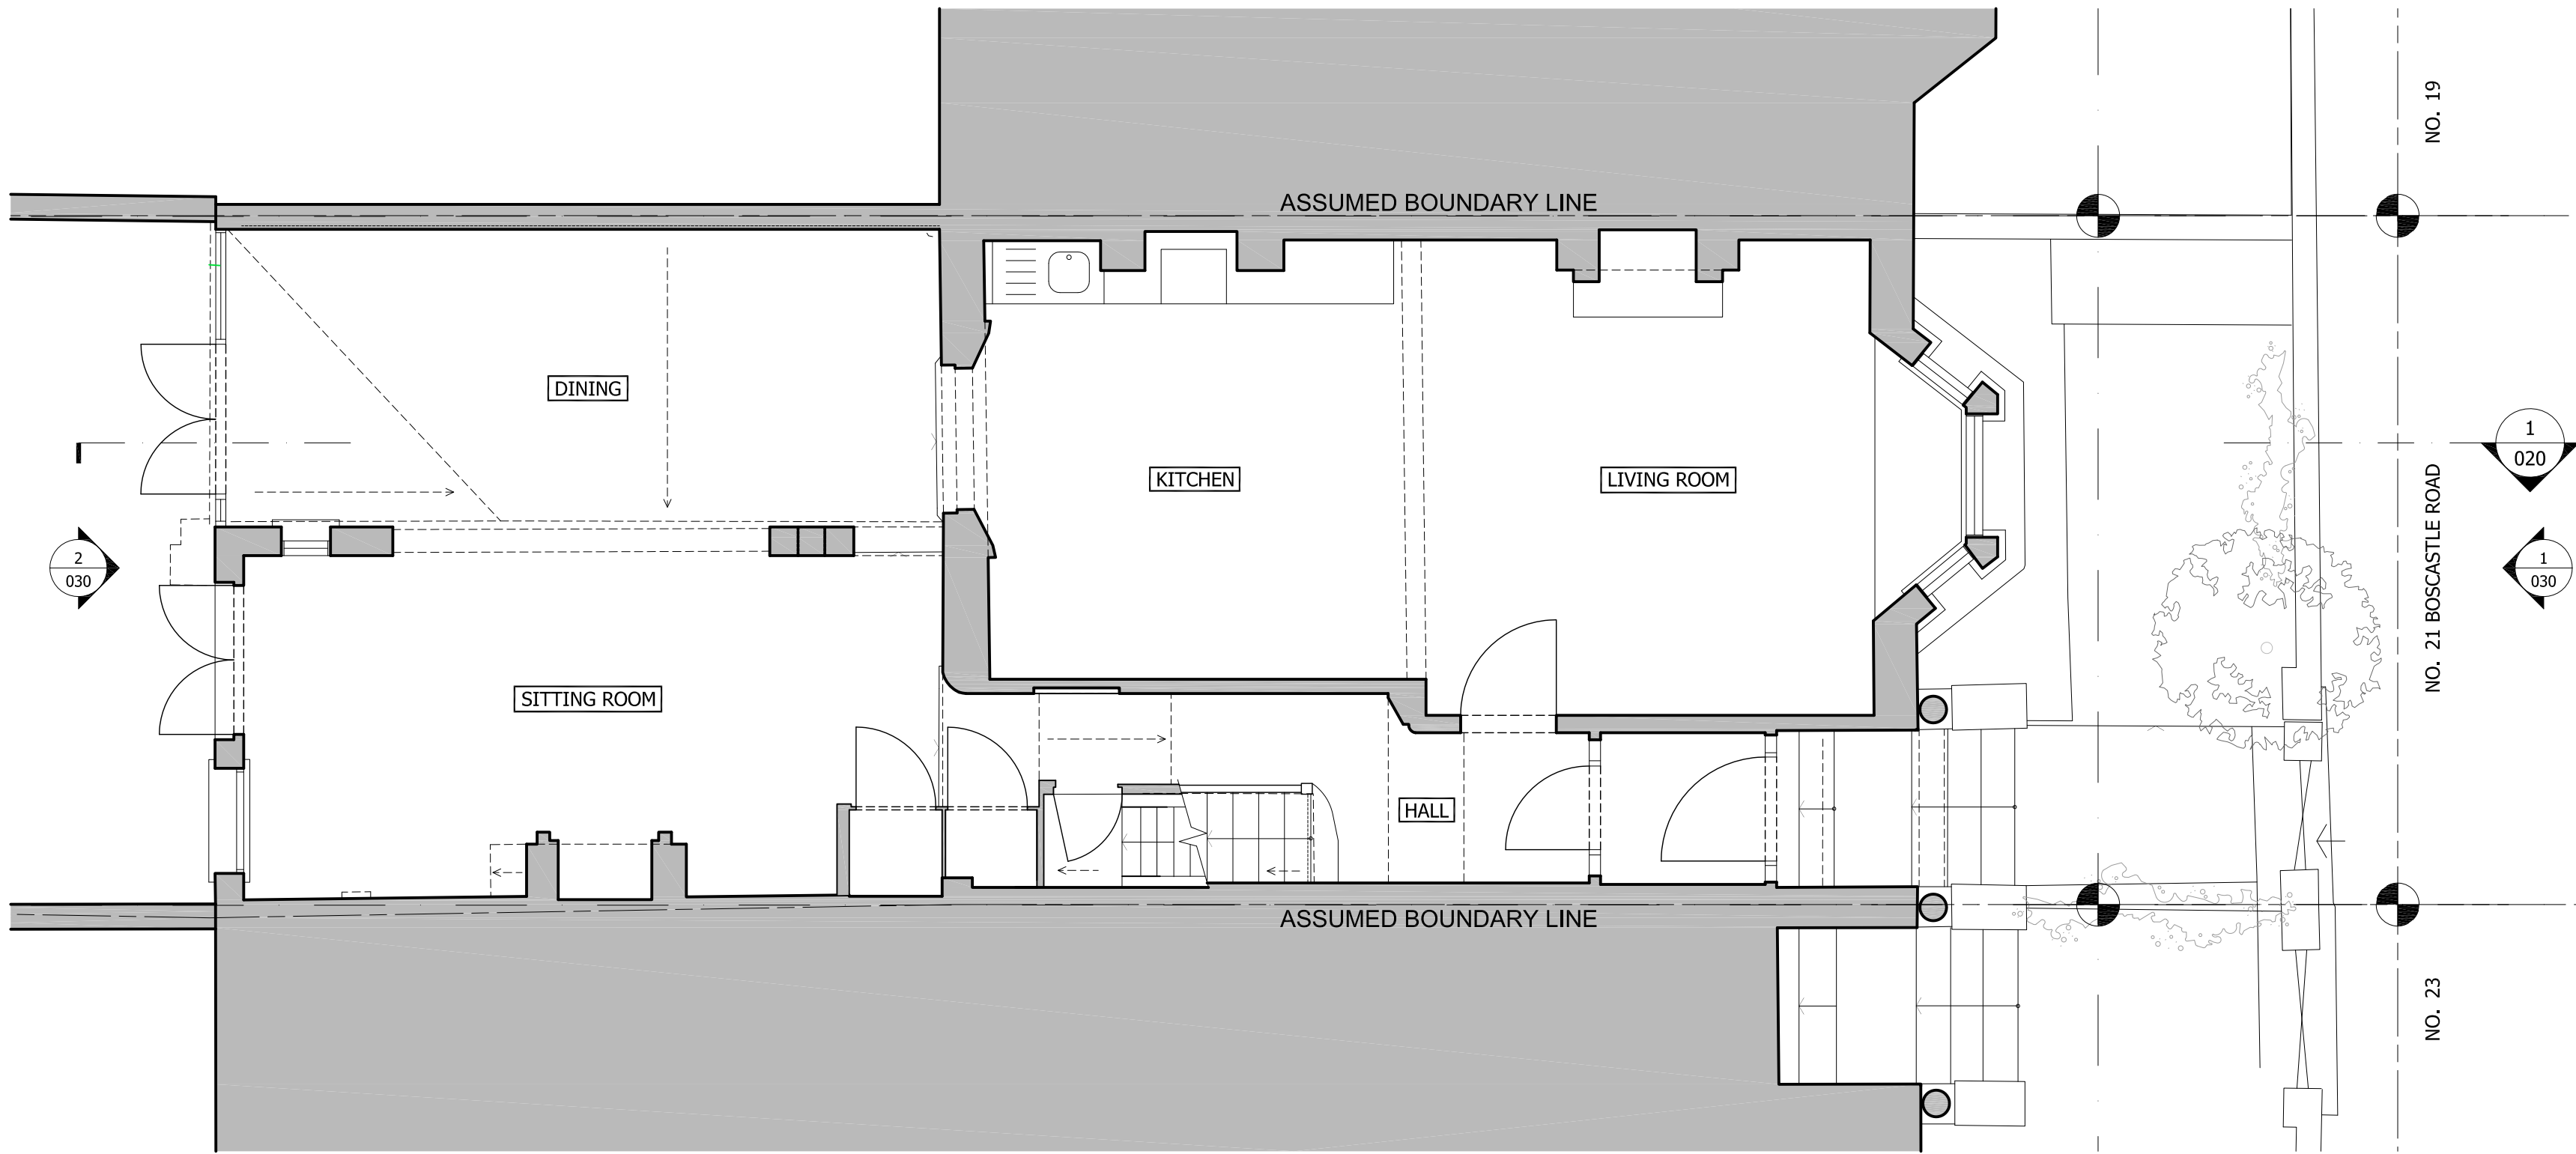 NO. 19
ASSUMED BOUNDARY LINE
DINING
KITCHEN
LIVING ROOM
1
020
NO. 21 BOSCASTLE ROAD
2
030
1
030
SITTING ROOM
HALL
ASSUMED BOUNDARY LINE
NO. 23